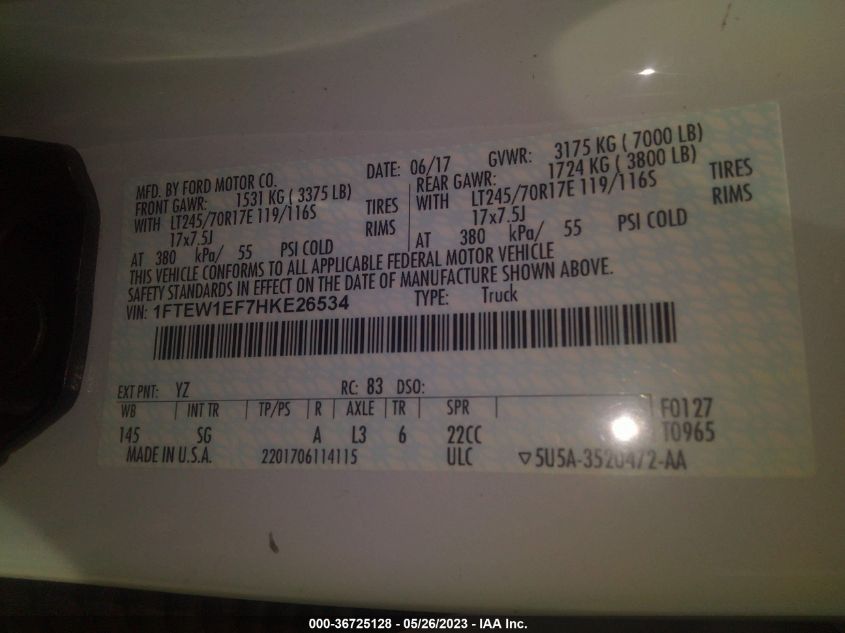 MFD. BY FORD MOTOR CO. DATE: 06/17 GVWR: 3175 KG ( 7000 LB)
FRONT GAWR: 1531 KG ( 3375 LB) REAR GAWR: 1724 KG ( 3800 LB)
WITH LT245/70R17E 119/116S TIRES WITH LT245/70R17E 119/116S TIRES
17x7.5J RIMS 17x7.5J RIMS
AT 380 kPa/ 55 PSI COLD AT 380 kPa/ 55 PSI COLD
THIS VEHICLE CONFORMS TO ALL APPLICABLE FEDERAL MOTOR VEHICLE
SAFETY STANDARDS IN EFFECT ON THE DATE OF MANUFACTURE SHOWN ABOVE.
VIN: 1FTEW1EF7HKE26534 TYPE: Truck
EXT PNT: YZ RC: 83 DSO:
WB INT TR TP/PS R AXLE TR SPR F0127
145 SG A L3 6 22CC T0965
MADE IN U.S.A. 2201706114115 ULC ▽5U5A-3520472-AA
000-36725128 - 05/26/2023 - IAA Inc.